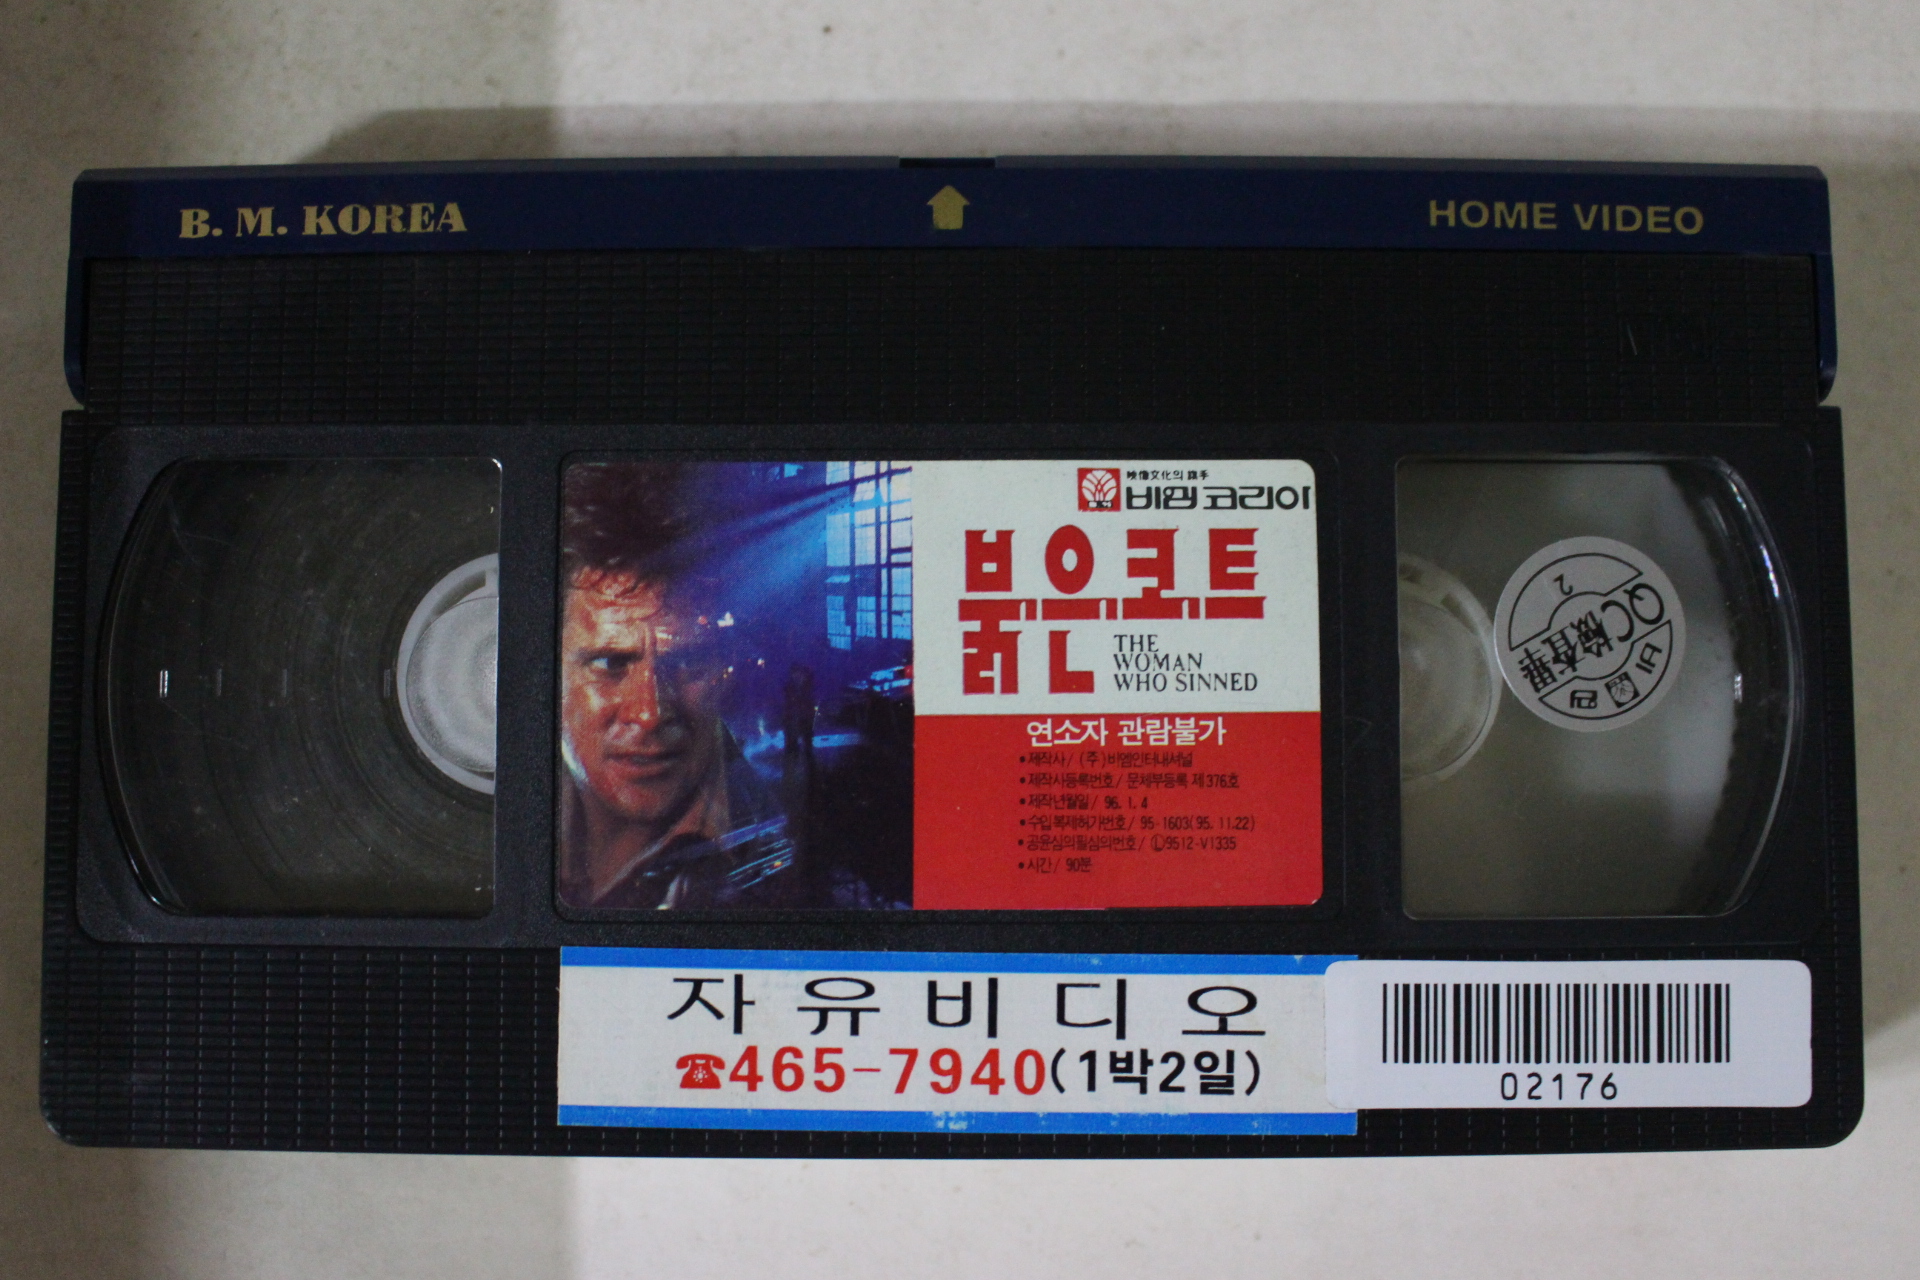 B. M. KOREA
HOME VIDEO
映像文化의 旗手
비엠코리아
붉은코트
THE
WOMAN
WHO SINNED
연소자 관람불가
• 제작사/ (주)비엠인터내셔널
• 제작사등록번호/ 문체부등록 제376호
• 제작년월일/ 96. 1. 4
• 수입복제허가번호/ 95-1603(95. 11. 22)
• 공윤심의필심의번호/ Ⓛ9512-V1335
• 시간/ 90분
QC檢査畢
2
비엠
자유비디오
☎465-7940(1박2일)
02176